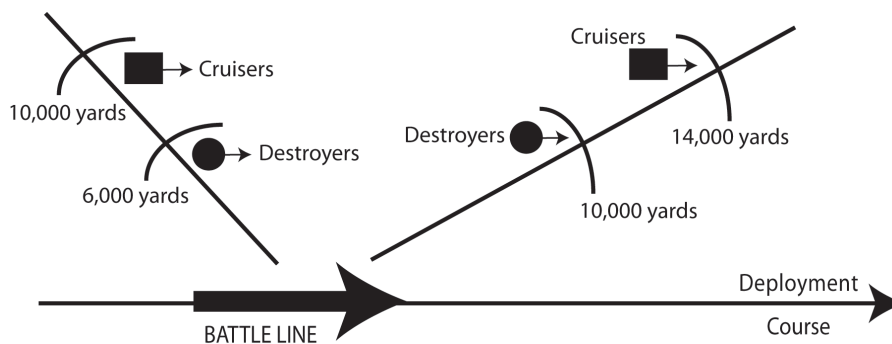 Cruisers
Cruisers
10,000 yards
Destroyers
Destroyers
14,000 yards
6,000 yards
10,000 yards
Deployment
BATTLE LINE
Course